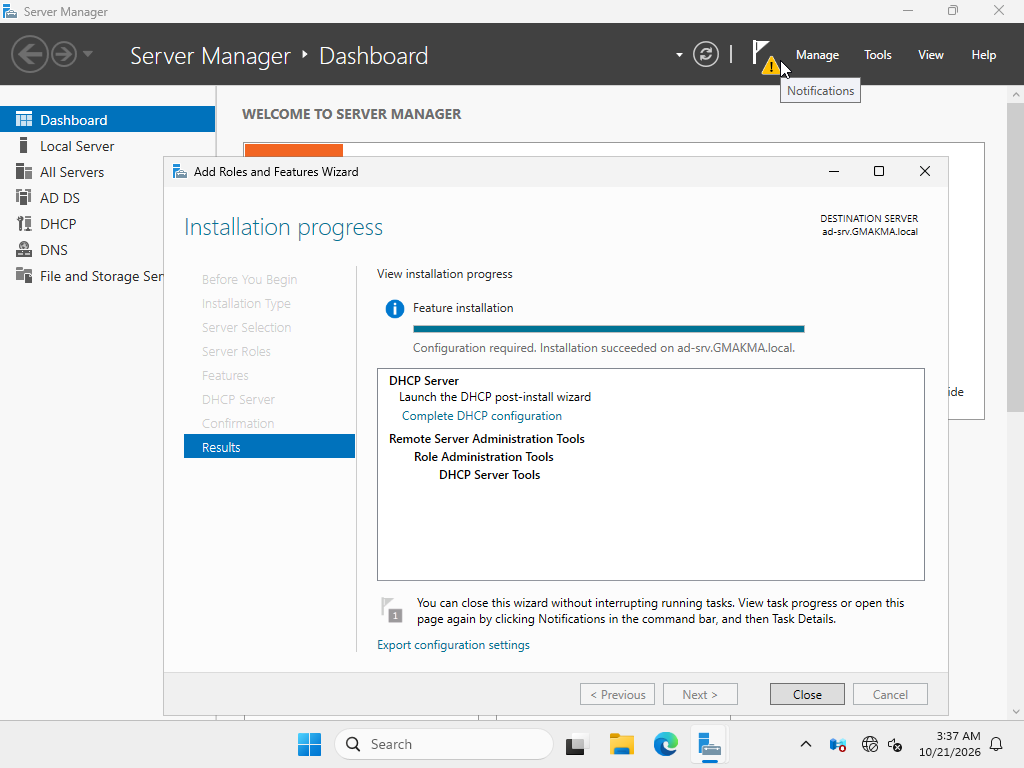 Server Manager
Server Manager ‣ Dashboard
Manage
Tools
View
Help
Notifications
Dashboard
Local Server
All Servers
AD DS
DHCP
DNS
File and Storage Ser
WELCOME TO SERVER MANAGER
Add Roles and Features Wizard
Installation progress
DESTINATION SERVER
ad-srv.GMAKMA.local
Before You Begin
Installation Type
Server Selection
Server Roles
Features
DHCP Server
Confirmation
Results
View installation progress
Feature installation
Configuration required. Installation succeeded on ad-srv.GMAKMA.local.
DHCP Server
Launch the DHCP post-install wizard
Complete DHCP configuration
Remote Server Administration Tools
Role Administration Tools
DHCP Server Tools
1
You can close this wizard without interrupting running tasks. View task progress or open this
page again by clicking Notifications in the command bar, and then Task Details.
Export configuration settings
< Previous
Next >
Close
Cancel
ide
Search
3:37 AM
10/21/2026